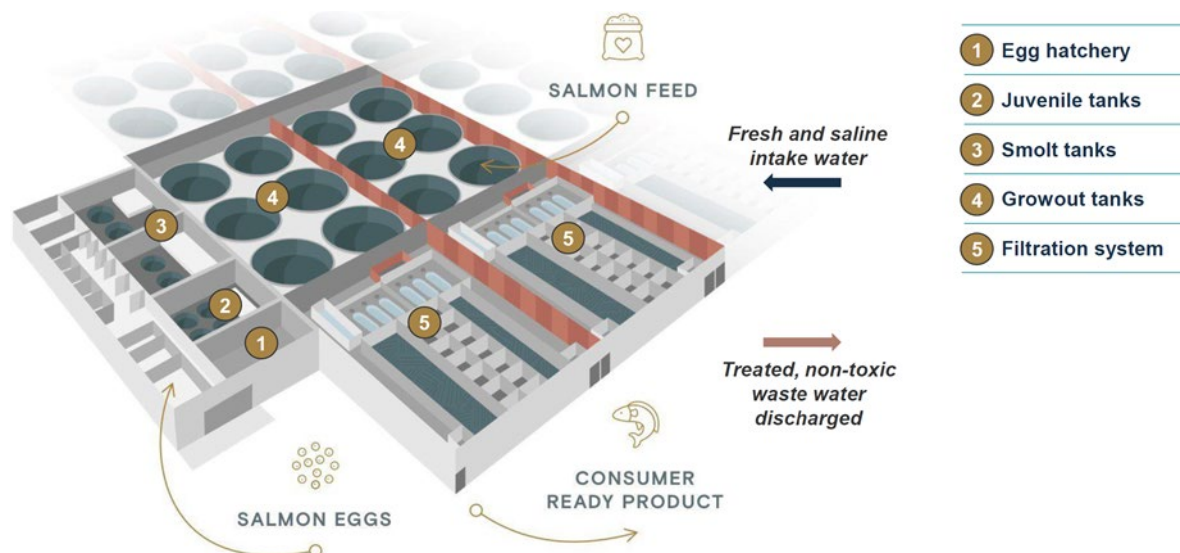 SALMON FEED
Fresh and saline
intake water
Treated, non-toxic
waste water
discharged
CONSUMER
READY PRODUCT
SALMON EGGS
4
4
3
2
1
5
5
1 Egg hatchery
2 Juvenile tanks
3 Smolt tanks
4 Growout tanks
5 Filtration system